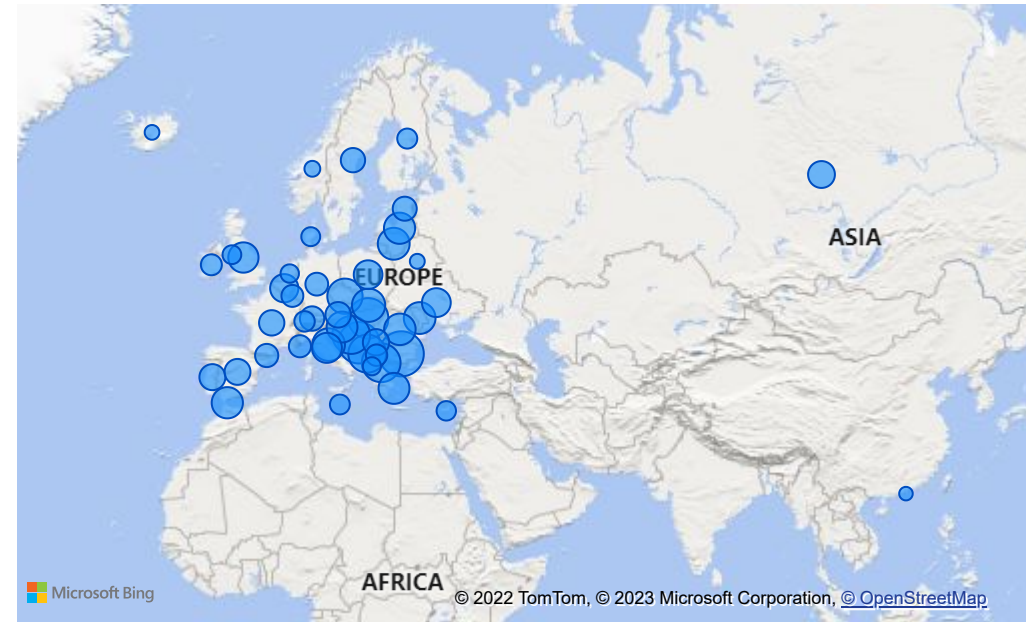 ASIA
EUROPE
AFRICA
Microsoft Bing
© 2022 TomTom, © 2023 Microsoft Corporation, © OpenStreetMap